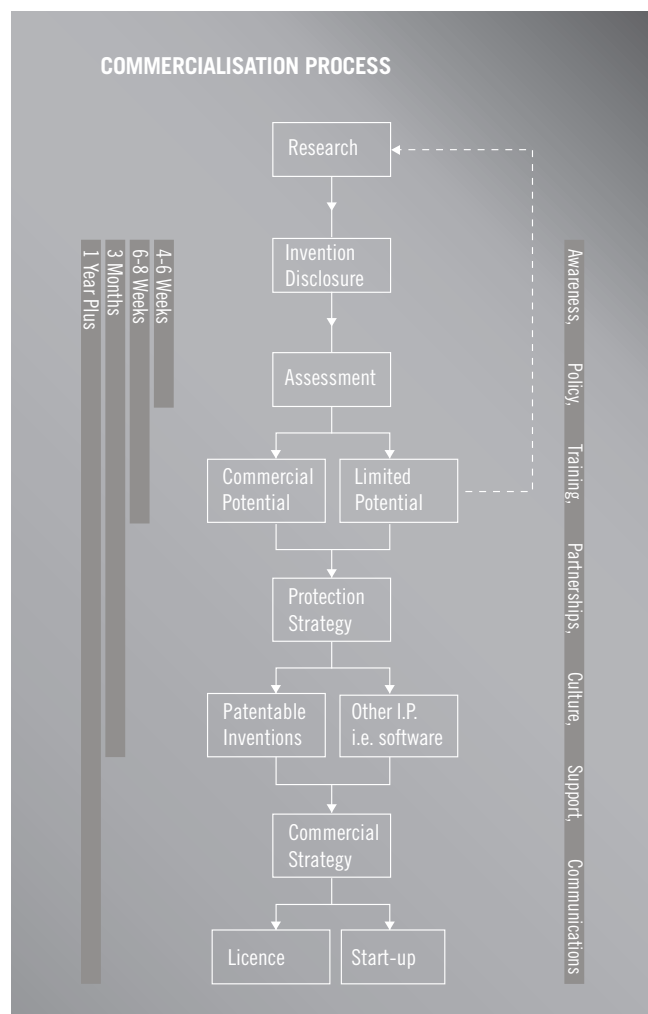 COMMERCIALISATION PROCESS
Research
Invention
Disclosure
Assessment
Commercial
Potential
Limited
Potential
Protection
Strategy
Patentable
Inventions
Other I.P.
i.e. software
Commercial
Strategy
Licence
Start-up
1 Year Plus
3 Months
6-8 Weeks
4-6 Weeks
Awareness, Policy, Training, Partnerships, Culture, Support, Communications